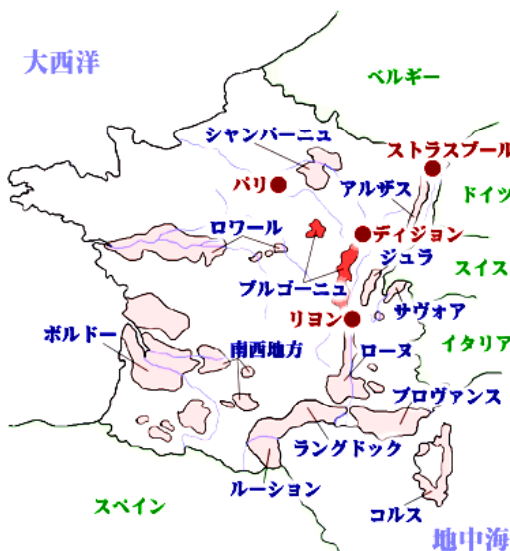 大西洋
ベルギー
シャンパーニュ
ストラスブール
パリ
アルザス
ドイツ
ロワール
ディジョン
ジュラ
スイス
ブルゴーニュ
サヴォア
リヨン
ボルドー
南西地方
ローヌ
イタリア
プロヴァンス
ラングドック
ルーション
スペイン
コルス
地中海